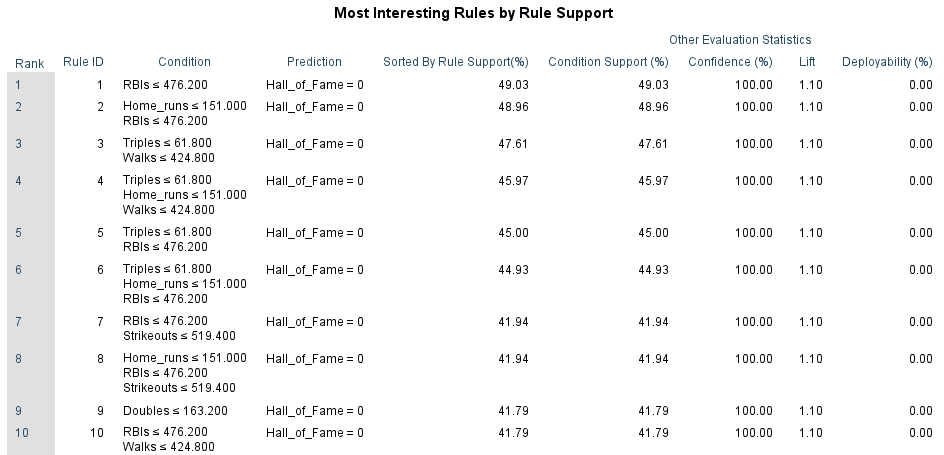 Most Interesting Rules by Rule Support
Other Evaluation Statistics
Rank Rule ID Condition Prediction Sorted By Rule Support(%) Condition Support (%) Confidence (%) Lift Deployability (%)
1 1 RBIs ≤ 476.200 Hall_of_Fame = 0 49.03 49.03 100.00 1.10 0.00
2 2 Home_runs ≤ 151.000 Hall_of_Fame = 0 48.96 48.96 100.00 1.10 0.00
RBIs ≤ 476.200
3 3 Triples ≤ 61.800 Hall_of_Fame = 0 47.61 47.61 100.00 1.10 0.00
Walks ≤ 424.800
4 4 Triples ≤ 61.800 Hall_of_Fame = 0 45.97 45.97 100.00 1.10 0.00
Home_runs ≤ 151.000
Walks ≤ 424.800
5 5 Triples ≤ 61.800 Hall_of_Fame = 0 45.00 45.00 100.00 1.10 0.00
RBIs ≤ 476.200
6 6 Triples ≤ 61.800 Hall_of_Fame = 0 44.93 44.93 100.00 1.10 0.00
Home_runs ≤ 151.000
RBIs ≤ 476.200
7 7 RBIs ≤ 476.200 Hall_of_Fame = 0 41.94 41.94 100.00 1.10 0.00
Strikeouts ≤ 519.400
8 8 Home_runs ≤ 151.000 Hall_of_Fame = 0 41.94 41.94 100.00 1.10 0.00
RBIs ≤ 476.200
Strikeouts ≤ 519.400
9 9 Doubles ≤ 163.200 Hall_of_Fame = 0 41.79 41.79 100.00 1.10 0.00
10 10 RBIs ≤ 476.200 Hall_of_Fame = 0 41.79 41.79 100.00 1.10 0.00
Walks ≤ 424.800